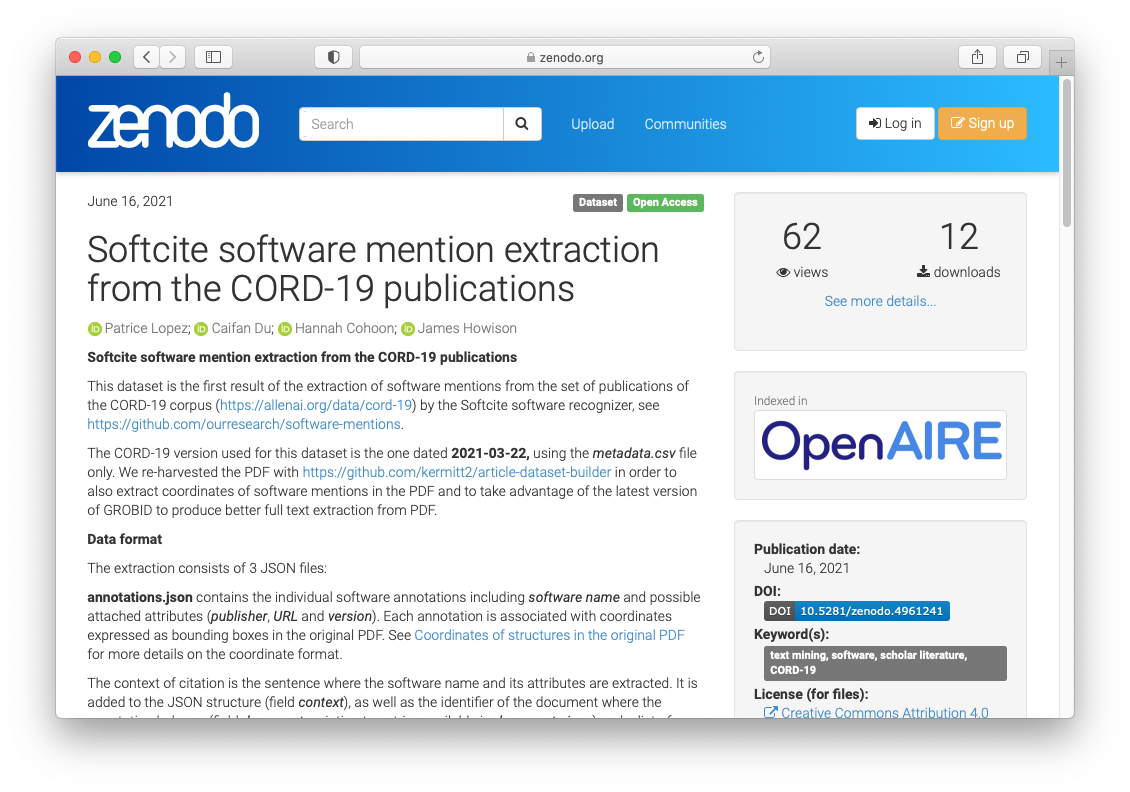 zenodo.org
zenodo
Search
Upload
Communities
Log in
Sign up
June 16, 2021
Dataset
Open Access
Softcite software mention extraction
from the CORD-19 publications
Patrice Lopez; Caifan Du; Hannah Cohoon; James Howison
Softcite software mention extraction from the CORD-19 publications
This dataset is the first result of the extraction of software mentions from the set of publications of
the CORD-19 corpus (https://allenai.org/data/cord-19) by the Softcite software recognizer, see
https://github.com/ourresearch/software-mentions.
The CORD-19 version used for this dataset is the one dated 2021-03-22, using the metadata.csv file
only. We re-harvested the PDF with https://github.com/kermitt2/article-dataset-builder in order to
also extract coordinates of software mentions in the PDF and to take advantage of the latest version
of GROBID to produce better full text extraction from PDF.
Data format
The extraction consists of 3 JSON files:
annotations.json contains the individual software annotations including software name and possible
attached attributes (publisher, URL and version). Each annotation is associated with coordinates
expressed as bounding boxes in the original PDF. See Coordinates of structures in the original PDF
for more details on the coordinate format.
The context of citation is the sentence where the software name and its attributes are extracted. It is
added to the JSON structure (field context), as well as the identifier of the document where the
62
views
12
downloads
See more details...
Indexed in
OpenAIRE
Publication date:
June 16, 2021
DOI:
DOI 10.5281/zenodo.4961241
Keyword(s):
text mining, software, scholar literature,
CORD-19
License (for files):
Creative Commons Attribution 4.0